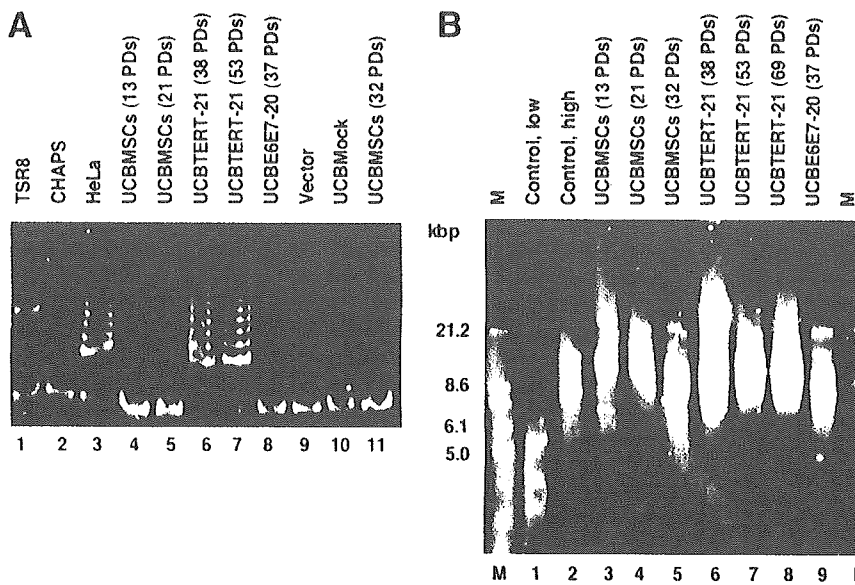 A
TSR8
CHAPS
HeLa
UCBMSCs (13 PDs)
UCBMSCs (21 PDs)
UCBTERT-21 (38 PDs)
UCBTERT-21 (53 PDs)
UCBE6E7-20 (37 PDs)
Vector
UCBMock
UCBMSCs (32 PDs)
1 2 3 4 5 6 7 8 9 10 11
B
M
Control, low
Control, high
UCBMSCs (13 PDs)
UCBMSCs (21 PDs)
UCBMSCs (32 PDs)
UCBTERT-21 (38 PDs)
UCBTERT-21 (53 PDs)
UCBTERT-21 (69 PDs)
UCBE6E7-20 (37 PDs)
M
kbp
21.2
8.6
6.1
5.0
M 1 2 3 4 5 6 7 8 9